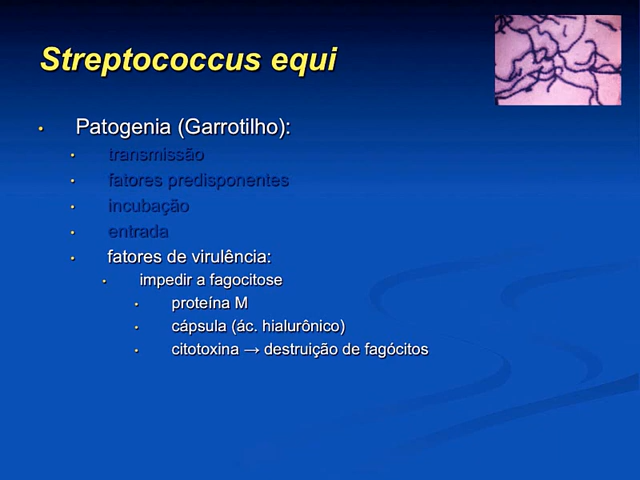 Streptococcus equi
• Patogenia (Garrotilho):
• transmissão
• fatores predisponentes
• incubação
• entrada
• fatores de virulência:
• impedir a fagocitose
• proteína M
• cápsula (ác. hialurônico)
• citotoxina → destruição de fagócitos